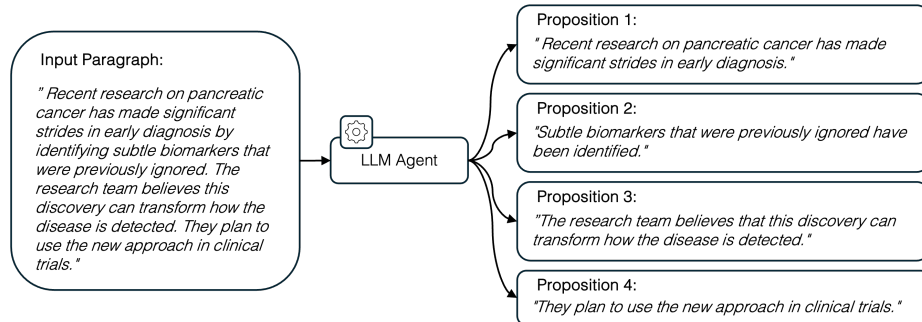 Input Paragraph:
" Recent research on pancreatic
cancer has made significant
strides in early diagnosis by
identifying subtle biomarkers that
were previously ignored. The
research team believes this
discovery can transform how the
disease is detected. They plan to
use the new approach in clinical
trials."
LLM Agent
Proposition 1:
" Recent research on pancreatic cancer has made
significant strides in early diagnosis."
Proposition 2:
"Subtle biomarkers that were previously ignored have
been identified."
Proposition 3:
"The research team believes that this discovery can
transform how the disease is detected."
Proposition 4:
"They plan to use the new approach in clinical trials."